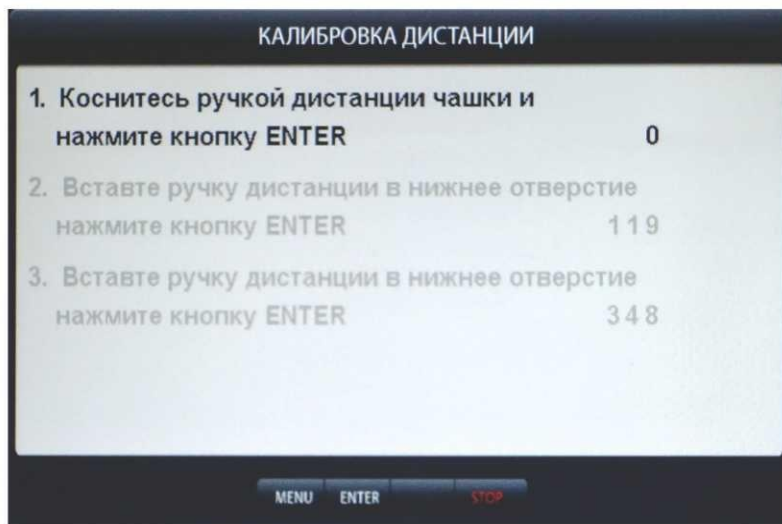 КАЛИБРОВКА ДИСТАНЦИИ
1. Коснитесь ручкой дистанции чашки и
нажмите кнопку ENTER 0
2. Вставте ручку дистанции в нижнее отверстие
нажмите кнопку ENTER 119
3. Вставте ручку дистанции в нижнее отверстие
нажмите кнопку ENTER 348
MENU ENTER STOP